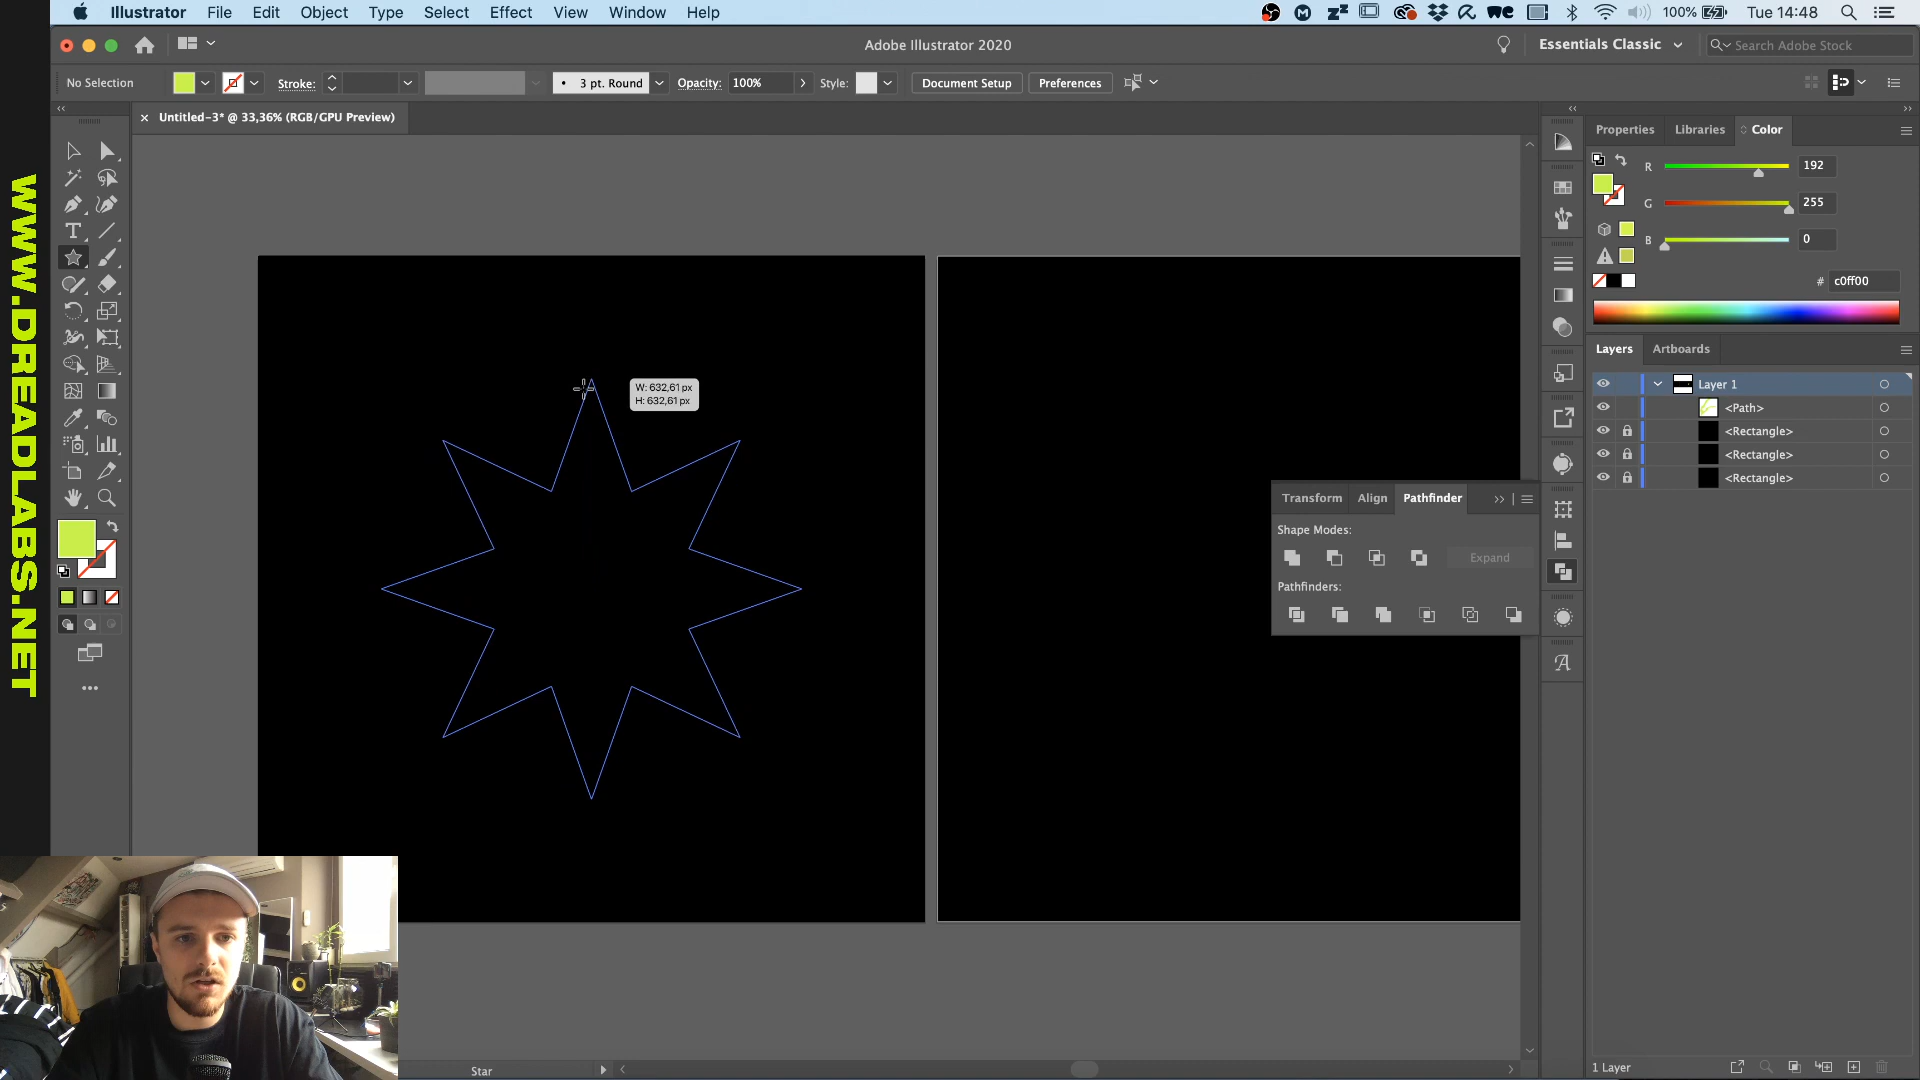 Illustrator File Edit Object Type Select Effect View Window Help
100% Tue 14:48
Adobe Illustrator 2020
Essentials Classic
Search Adobe Stock
No Selection
Stroke:
3 pt. Round
Opacity: 100%
Style:
Document Setup
Preferences
Untitled-3* @ 33,36% (RGB/GPU Preview)
Properties Libraries Color
R 192
G 255
B 0
# c0ff00
Layers Artboards
Layer 1
<Path>
<Rectangle>
<Rectangle>
<Rectangle>
W: 632,61 px
H: 632,61 px
Transform Align Pathfinder
Shape Modes:
Expand
Pathfinders:
WWW.DREADLABS.NET
Star
1 Layer